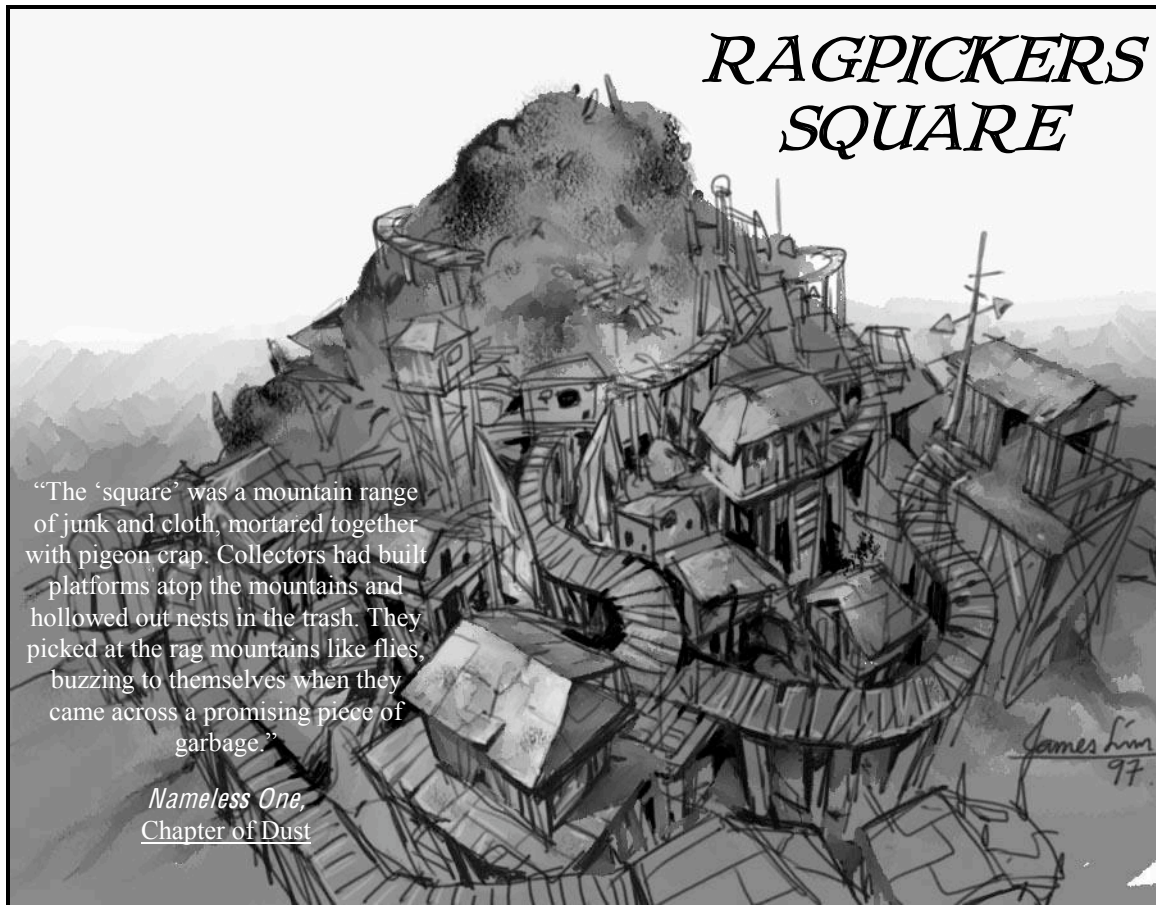 RAGPICKERS
SQUARE
“The ‘square’ was a mountain range
of junk and cloth, mortared together
with pigeon crap. Collectors had built
platforms atop the mountains and
hollowed out nests in the trash. They
picked at the rag mountains like flies,
buzzing to themselves when they
came across a promising piece of
garbage.”
Nameless One,
Chapter of Dust
James Lim
97